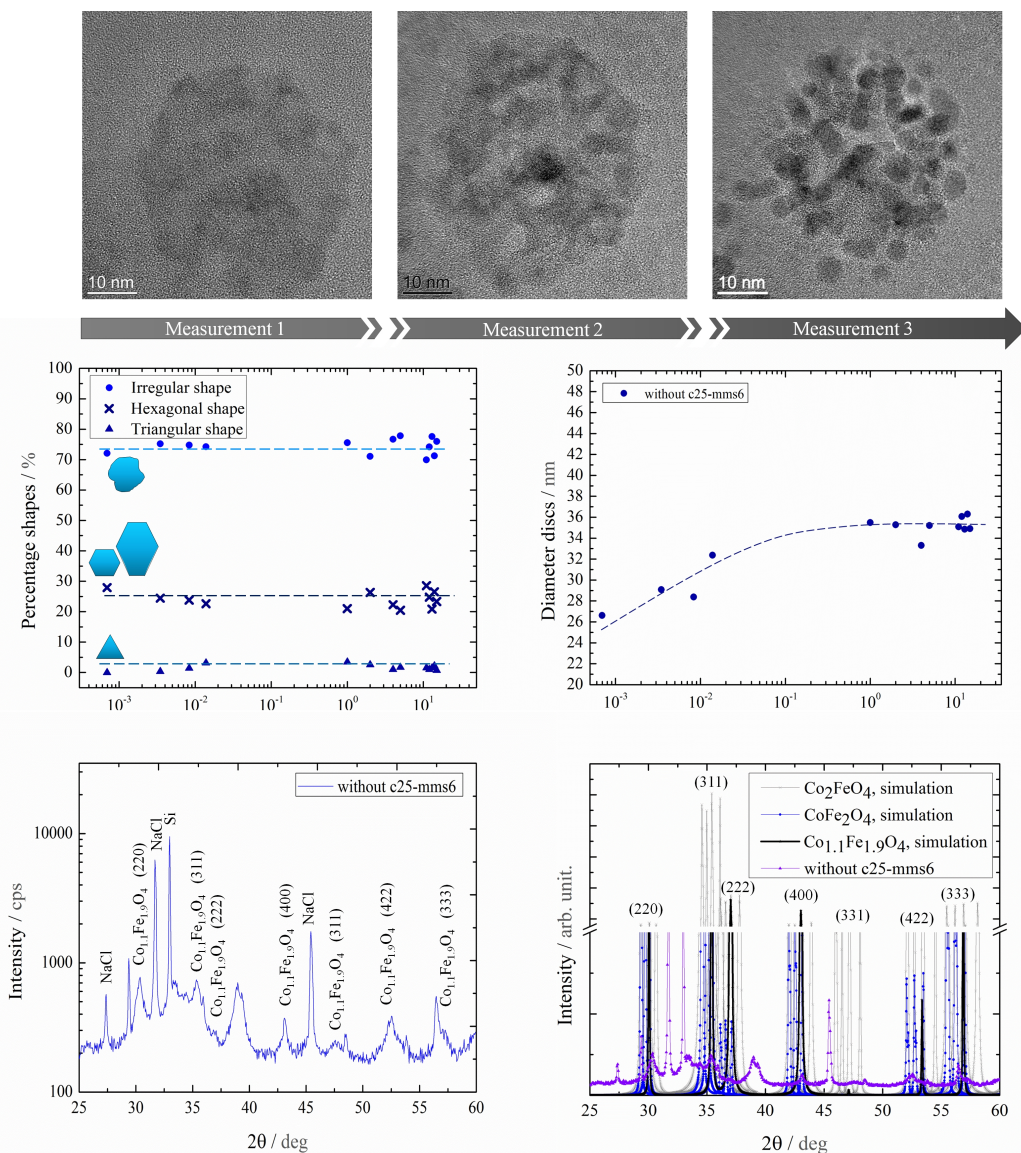 10 nm
10 nm
10 nm
Measurement 1
Measurement 2
Measurement 3
100
90
80
70
60
50
40
30
20
10
0
Percentage shapes / %
Irregular shape
Hexagonal shape
Triangular shape
10⁻³
10⁻²
10⁻¹
10⁰
10¹
50
48
46
44
42
40
38
36
34
32
30
28
26
24
22
20
Diameter discs / nm
without c25-mms6
10⁻³
10⁻²
10⁻¹
10⁰
10¹
10000
1000
100
Intensity / cps
without c25-mms6
NaCl
Co₁.₁Fe₁.₉O₄ (220)
NaCl
Si
Co₁.₁Fe₁.₉O₄ (311)
Co₁.₁Fe₁.₉O₄ (222)
Co₁.₁Fe₁.₉O₄ (400)
NaCl
Co₁.₁Fe₁.₉O₄ (311)
Co₁.₁Fe₁.₉O₄ (422)
Co₁.₁Fe₁.₉O₄ (333)
25 30 35 40 45 50 55 60
2θ / deg
Intensity / arb. unit.
Co₂FeO₄, simulation
CoFe₂O₄, simulation
Co₁.₁Fe₁.₉O₄, simulation
without c25-mms6
(220)
(311)
(222)
(400)
(331)
(422)
(333)
25 30 35 40 45 50 55 60
2θ / deg